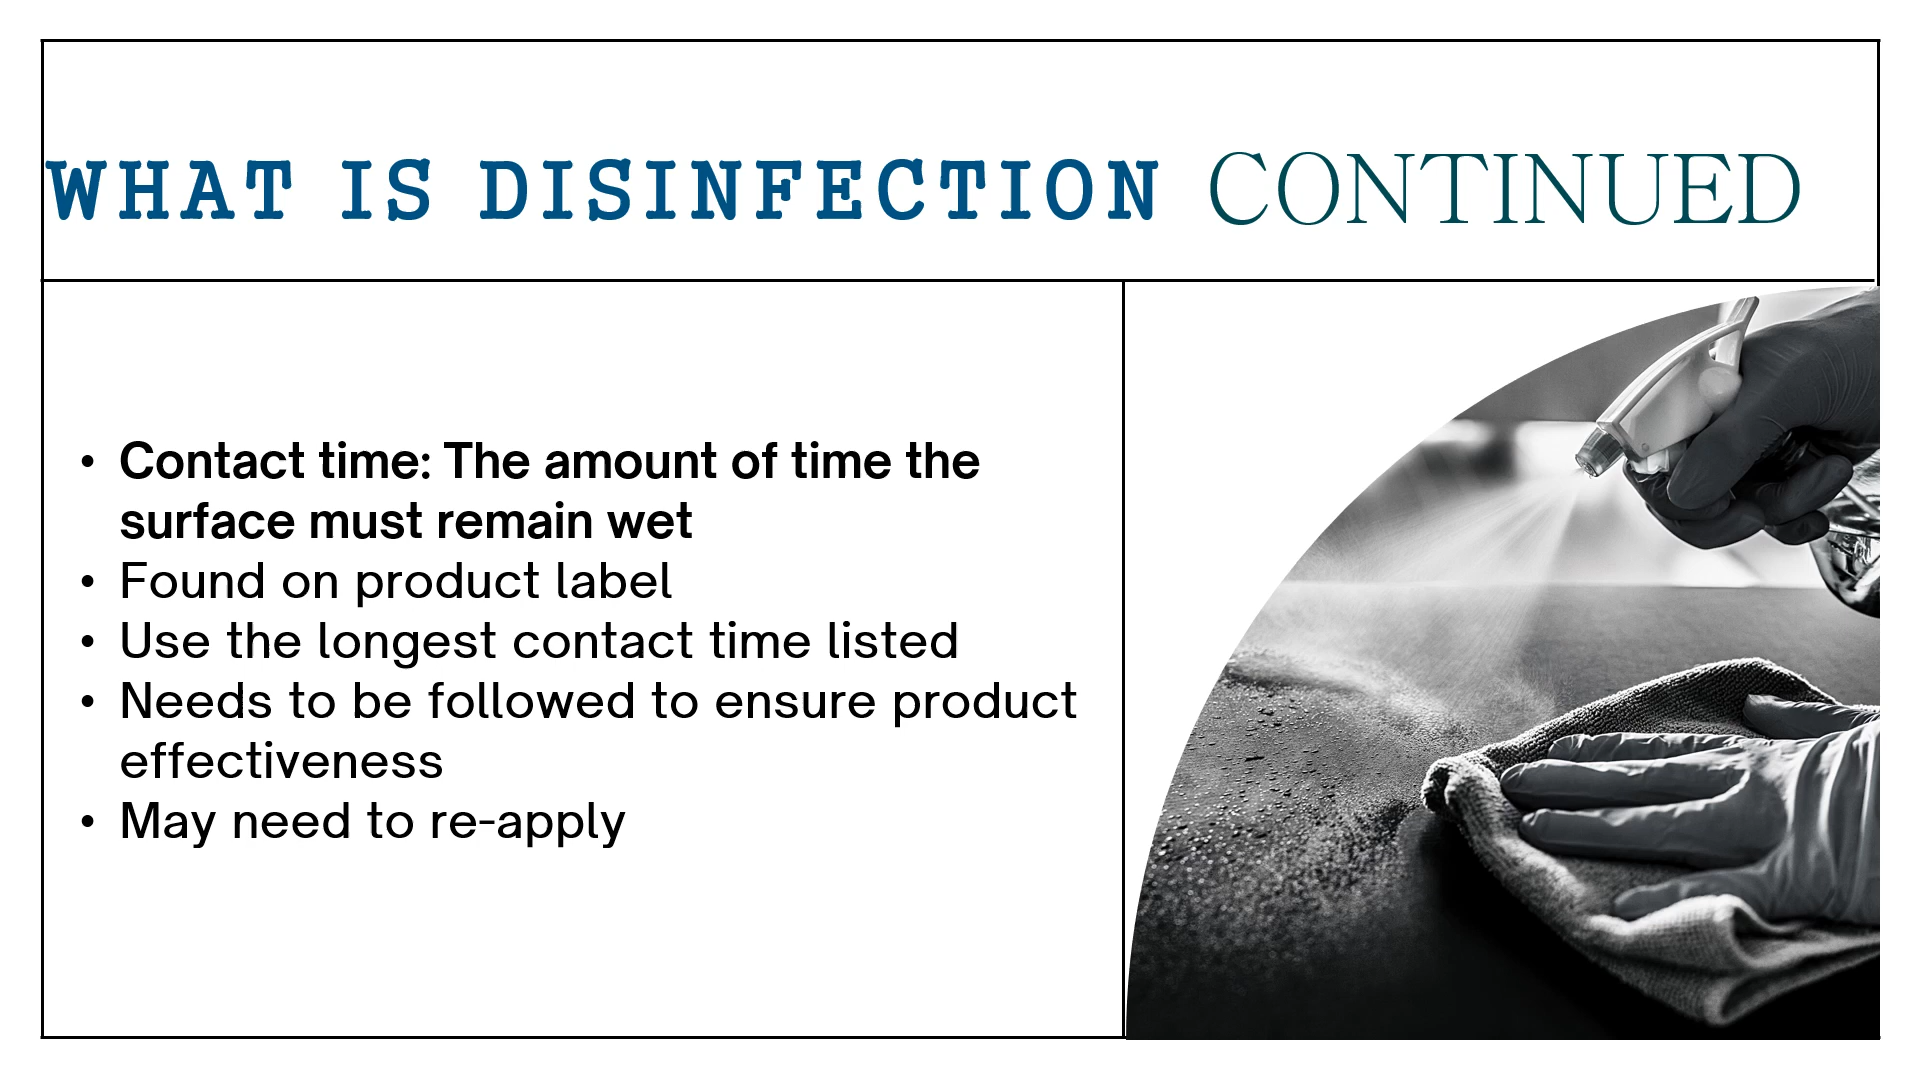 WHAT IS DISINFECTION CONTINUED
• Contact time: The amount of time the
surface must remain wet
• Found on product label
• Use the longest contact time listed
• Needs to be followed to ensure product
effectiveness
• May need to re-apply